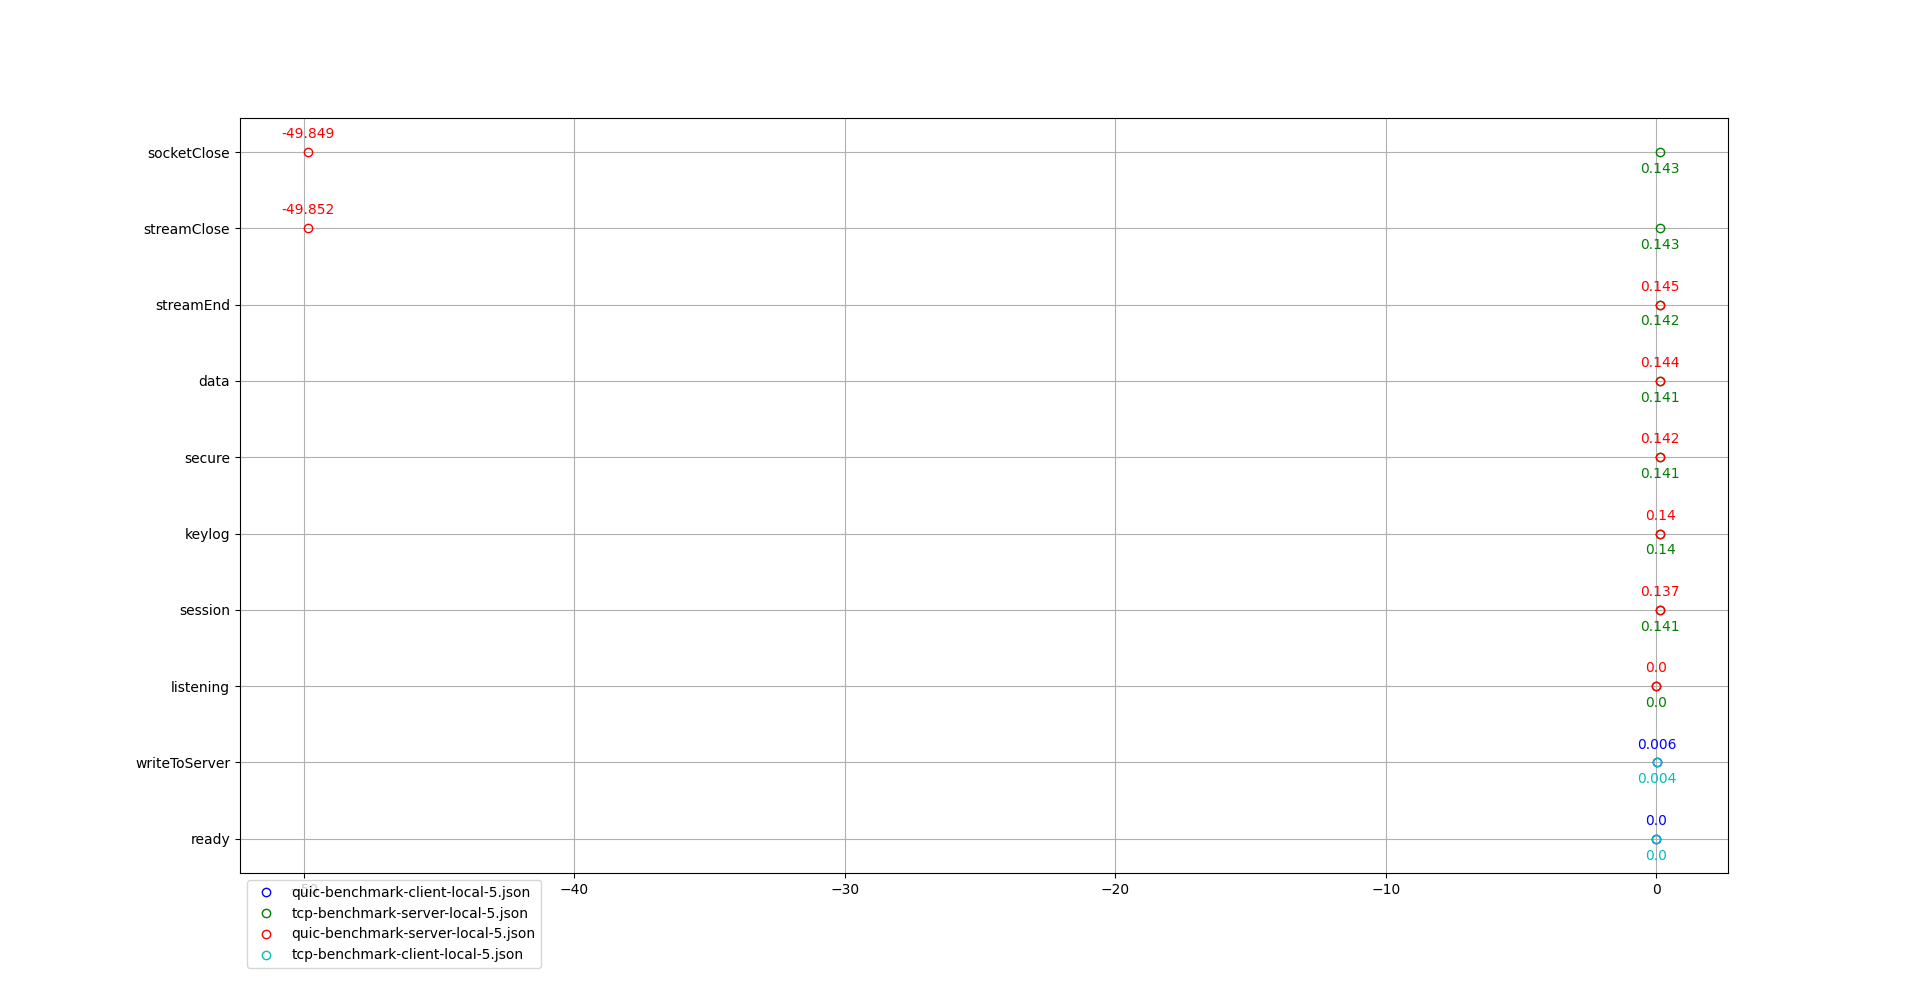 -49.849
socketClose
0.143
-49.852
streamClose
0.143
0.145
streamEnd
0.142
0.144
data
0.141
0.142
secure
0.141
0.14
keylog
0.14
0.137
session
0.141
0.0
listening
0.0
0.006
writeToServer
0.004
0.0
ready
0.0
−40 −30 −20 −10 0
quic-benchmark-client-local-5.json
tcp-benchmark-server-local-5.json
quic-benchmark-server-local-5.json
tcp-benchmark-client-local-5.json